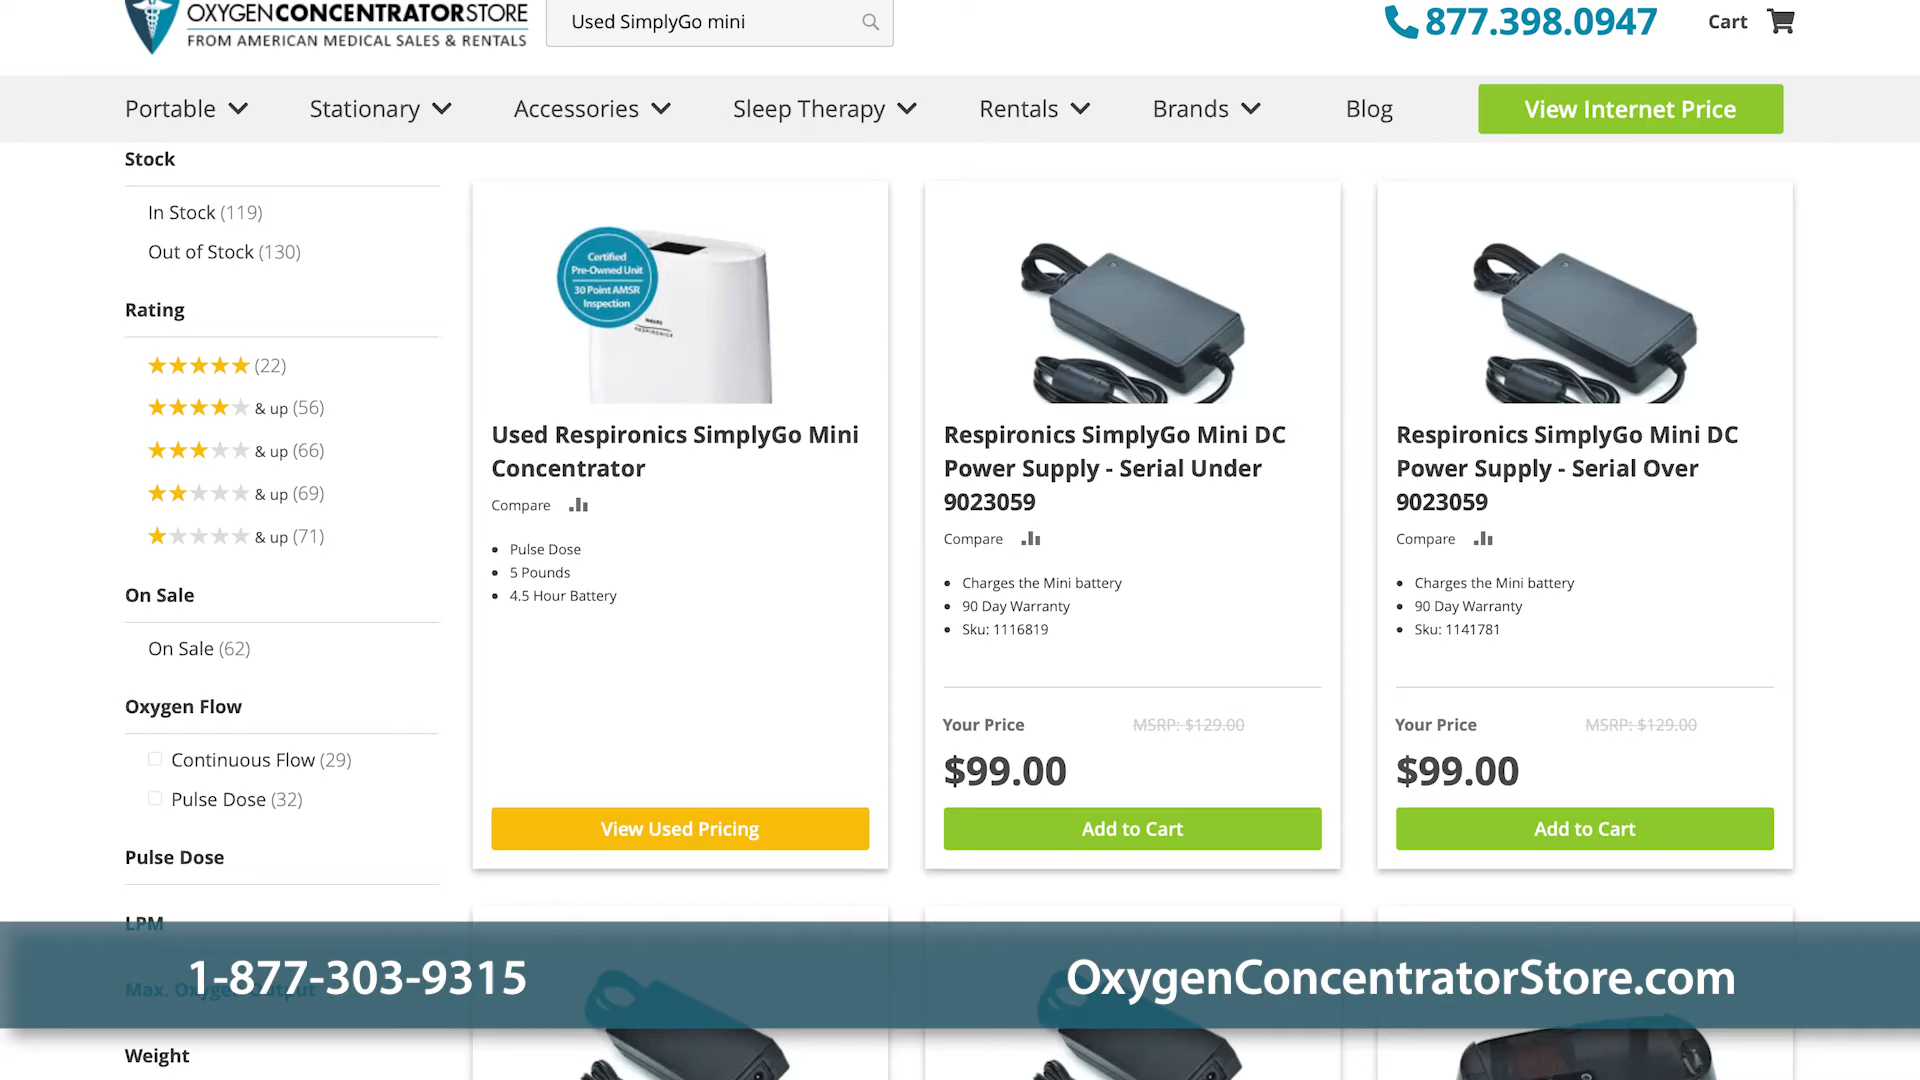 OXYGENCONCENTRATORSTORE
FROM AMERICAN MEDICAL SALES & RENTALS
Used SimplyGo mini
877.398.0947
Cart
Portable
Stationary
Accessories
Sleep Therapy
Rentals
Brands
Blog
View Internet Price
Stock
In Stock (119)
Out of Stock (130)
Rating
(22)
& up (56)
& up (66)
& up (69)
& up (71)
On Sale
On Sale (62)
Oxygen Flow
Continuous Flow (29)
Pulse Dose (32)
Pulse Dose
LPM
Max. Oxygen Output
Weight
Certified
Pre-Owned Unit
30 Point AMSR
Inspection
PHILIPS
RESPIRONICS
Used Respironics SimplyGo Mini
Concentrator
Compare
Pulse Dose
5 Pounds
4.5 Hour Battery
View Used Pricing
Respironics SimplyGo Mini DC
Power Supply - Serial Under
9023059
Compare
Charges the Mini battery
90 Day Warranty
Sku: 1116819
Your Price
MSRP: $129.00
$99.00
Add to Cart
Respironics SimplyGo Mini DC
Power Supply - Serial Over
9023059
Compare
Charges the Mini battery
90 Day Warranty
Sku: 1141781
Your Price
MSRP: $129.00
$99.00
Add to Cart
1-877-303-9315
OxygenConcentratorStore.com